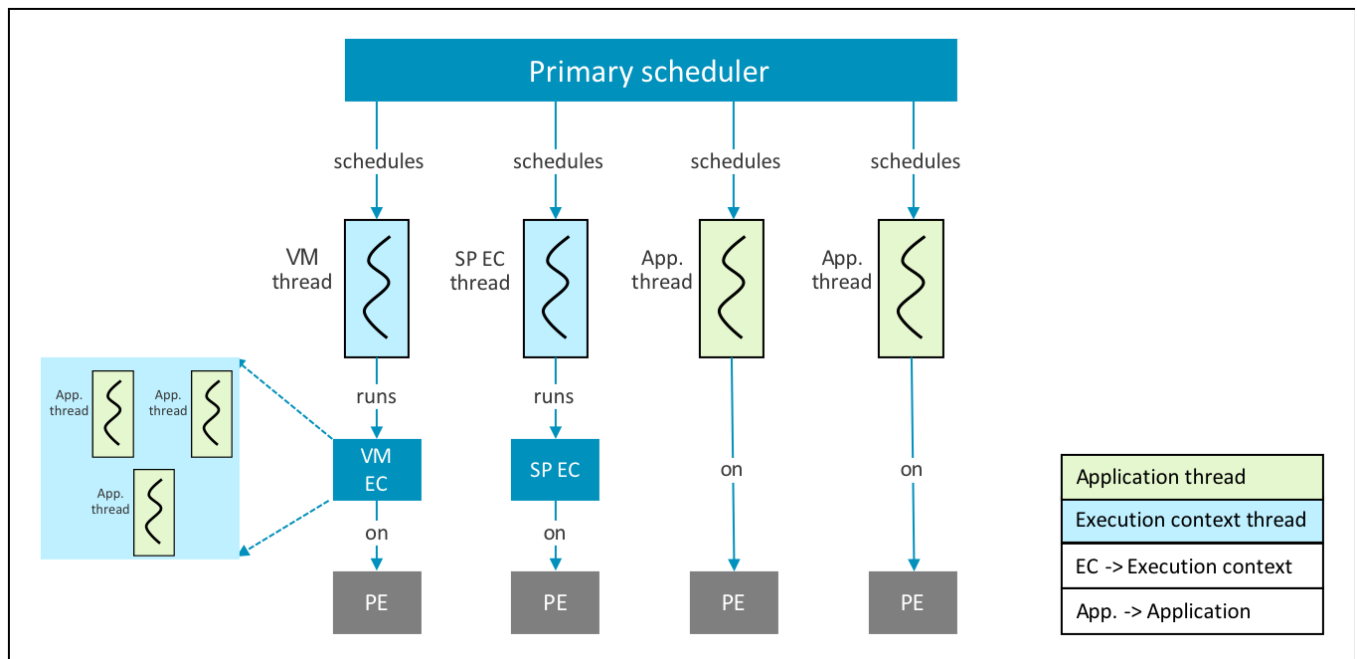 Primary scheduler
schedules
schedules
schedules
schedules
VM
thread
SP EC
thread
App.
thread
App.
thread
runs
runs
App.
thread
App.
thread
App.
thread
VM
EC
SP EC
on
on
on
on
PE
PE
PE
PE
Application thread
Execution context thread
EC -> Execution context
App. -> Application